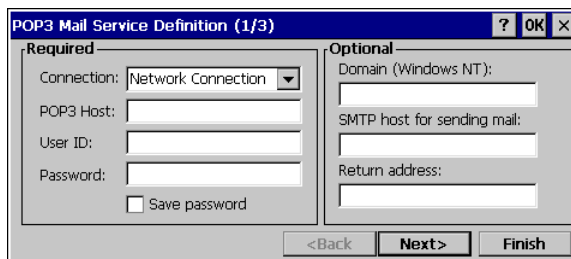 POP3 Mail Service Definition (1/3) ? OK ×
Required
Connection: Network Connection
POP3 Host:
User ID:
Password:
Save password
Optional
Domain (Windows NT):
SMTP host for sending mail:
Return address:
<Back Next> Finish